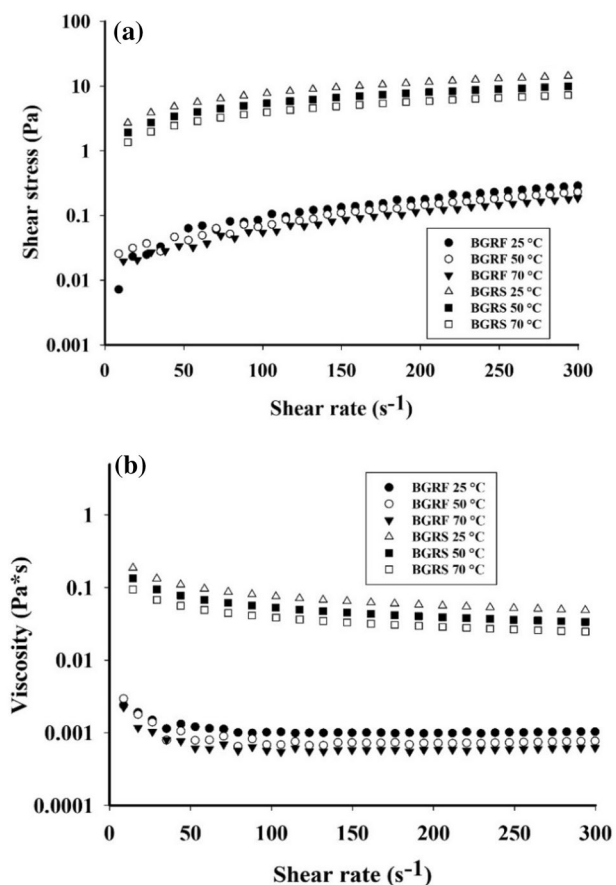 (a)
100
10
1
0.1
0.01
0.001
Shear stress (Pa)
BGRF 25 °C
BGRF 50 °C
BGRF 70 °C
BGRS 25 °C
BGRS 50 °C
BGRS 70 °C
0 50 100 150 200 250 300
Shear rate (s-1)
(b)
1
0.1
0.01
0.001
0.0001
Viscosity (Pa*s)
BGRF 25 °C
BGRF 50 °C
BGRF 70 °C
BGRS 25 °C
BGRS 50 °C
BGRS 70 °C
0 50 100 150 200 250 300
Shear rate (s-1)